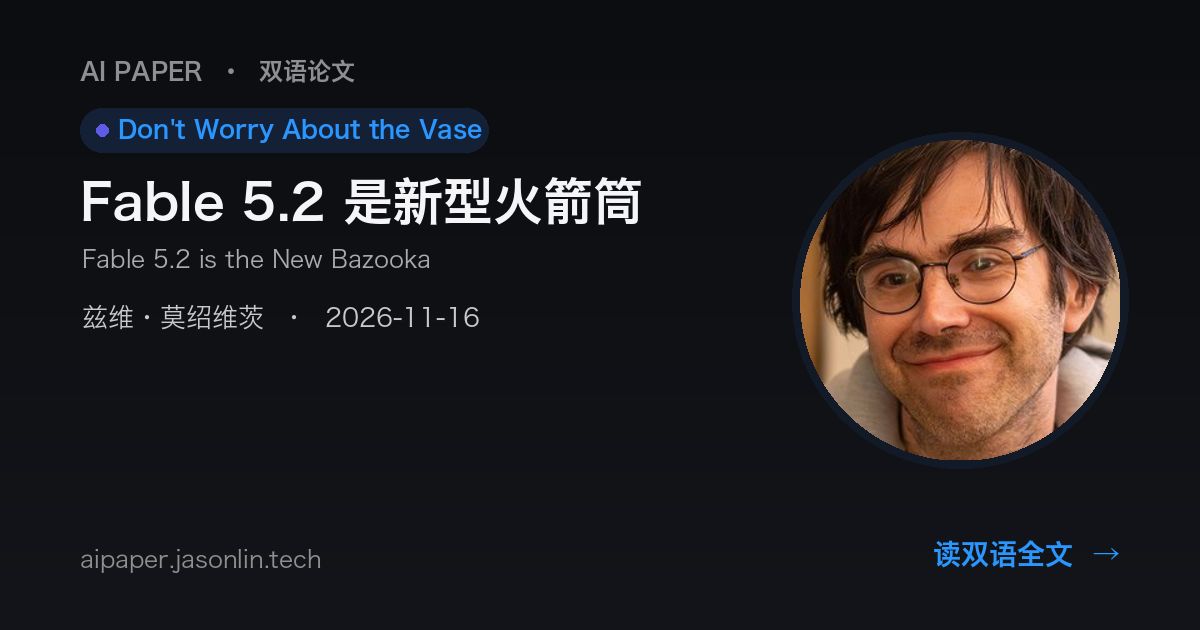 AI PAPER · 双语论文
Don't Worry About the Vase
Fable 5.2 是新型火箭筒
Fable 5.2 is the New Bazooka
兹维·莫绍维茨 · 2026-11-16
aipaper.jasonlin.tech
读双语全文 →